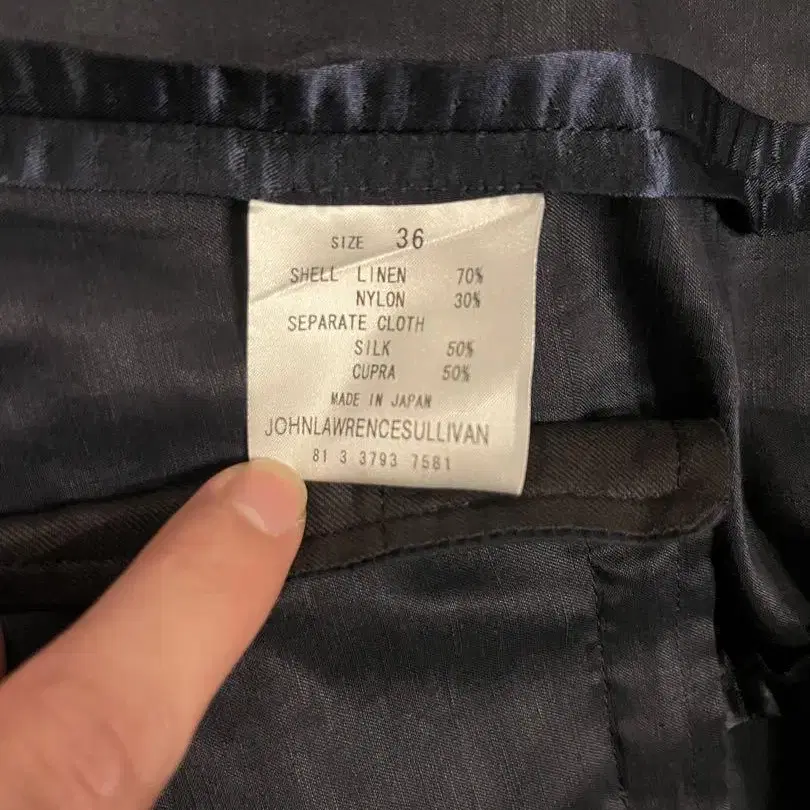 SIZE 36
SHELL LINEN 70%
NYLON 30%
SEPARATE CLOTH
SILK 50%
CUPRA 50%
MADE IN JAPAN
JOHNLAWRENCESULLIVAN
81 3 3793 7581